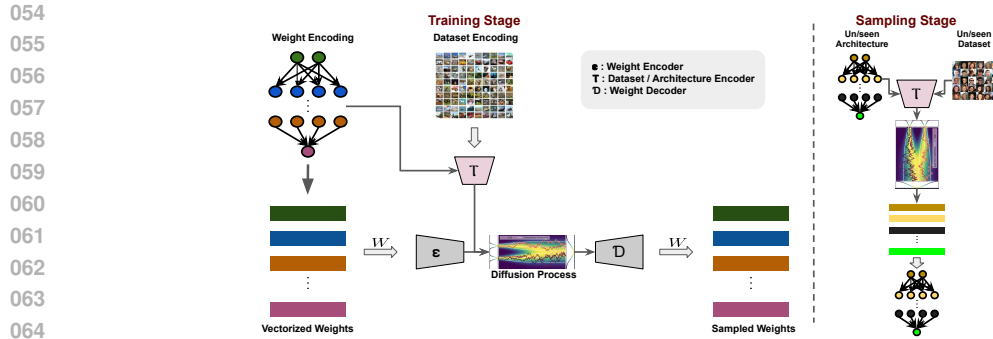 054
055
056
057
058
059
060
061
062
063
064
Training Stage
Weight Encoding
Dataset Encoding
ε : Weight Encoder
T : Dataset / Architecture Encoder
D : Weight Decoder
T
W
ε
Diffusion Process
D
W
Vectorized Weights
Sampled Weights
Sampling Stage
Un/seen
Architecture
Un/seen
Dataset
T